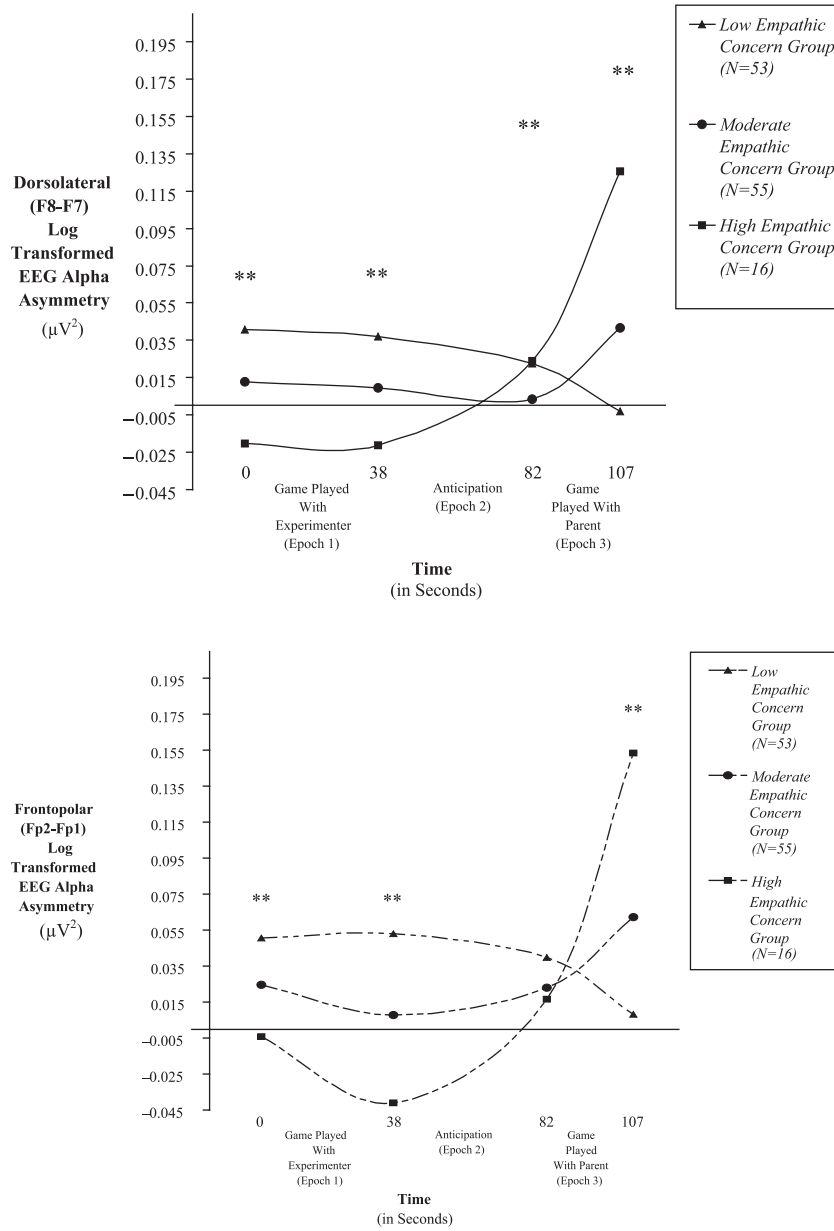 0.195
0.175
0.155
0.135
0.115
0.095
0.075
0.055
0.035
0.015
−0.005
−0.025
−0.045
Dorsolateral
(F8-F7)
Log
Transformed
EEG Alpha
Asymmetry
(μV²)
**
**
**
**
0
38
82
107
Game Played
With
Experimenter
(Epoch 1)
Anticipation
(Epoch 2)
Game
Played With
Parent
(Epoch 3)
Time
(in Seconds)
Low Empathic
Concern Group
(N=53)
Moderate
Empathic
Concern Group
(N=55)
High Empathic
Concern Group
(N=16)
0.195
0.175
0.155
0.135
0.115
0.095
0.075
0.055
0.035
0.015
−0.005
−0.025
−0.045
Frontopolar
(Fp2-Fp1)
Log
Transformed
EEG Alpha
Asymmetry
(μV²)
**
**
**
0
38
82
107
Game Played
With
Experimenter
(Epoch 1)
Anticipation
(Epoch 2)
Game
Played
With Parent
(Epoch 3)
Time
(in Seconds)
Low
Empathic
Concern
Group
(N=53)
Moderate
Empathic
Concern
Group
(N=55)
High
Empathic
Concern
Group
(N=16)